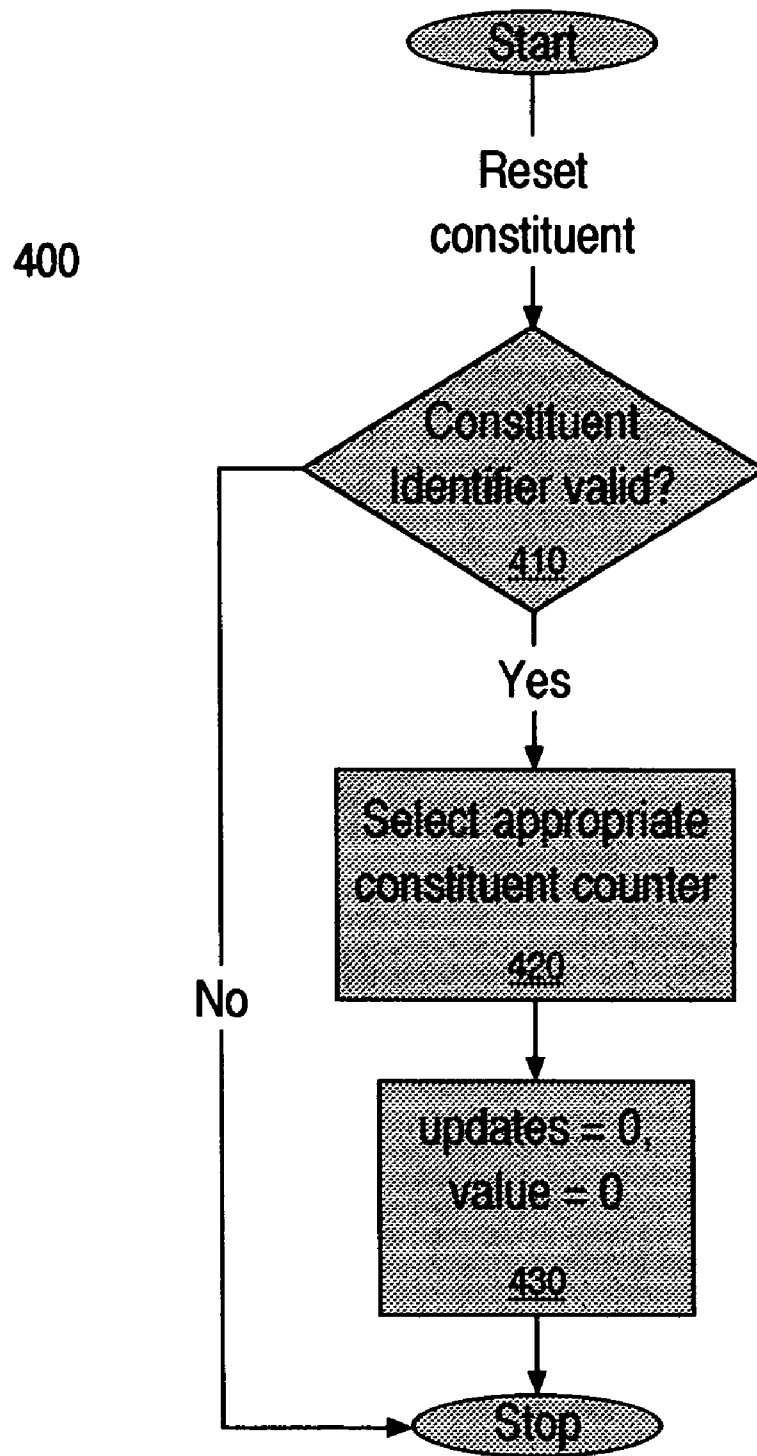 Start
Reset
constituent
400
Constituent
Identifier valid?
410
Yes
Select appropriate
constituent counter
420
No
updates = 0,
value = 0
430
Stop